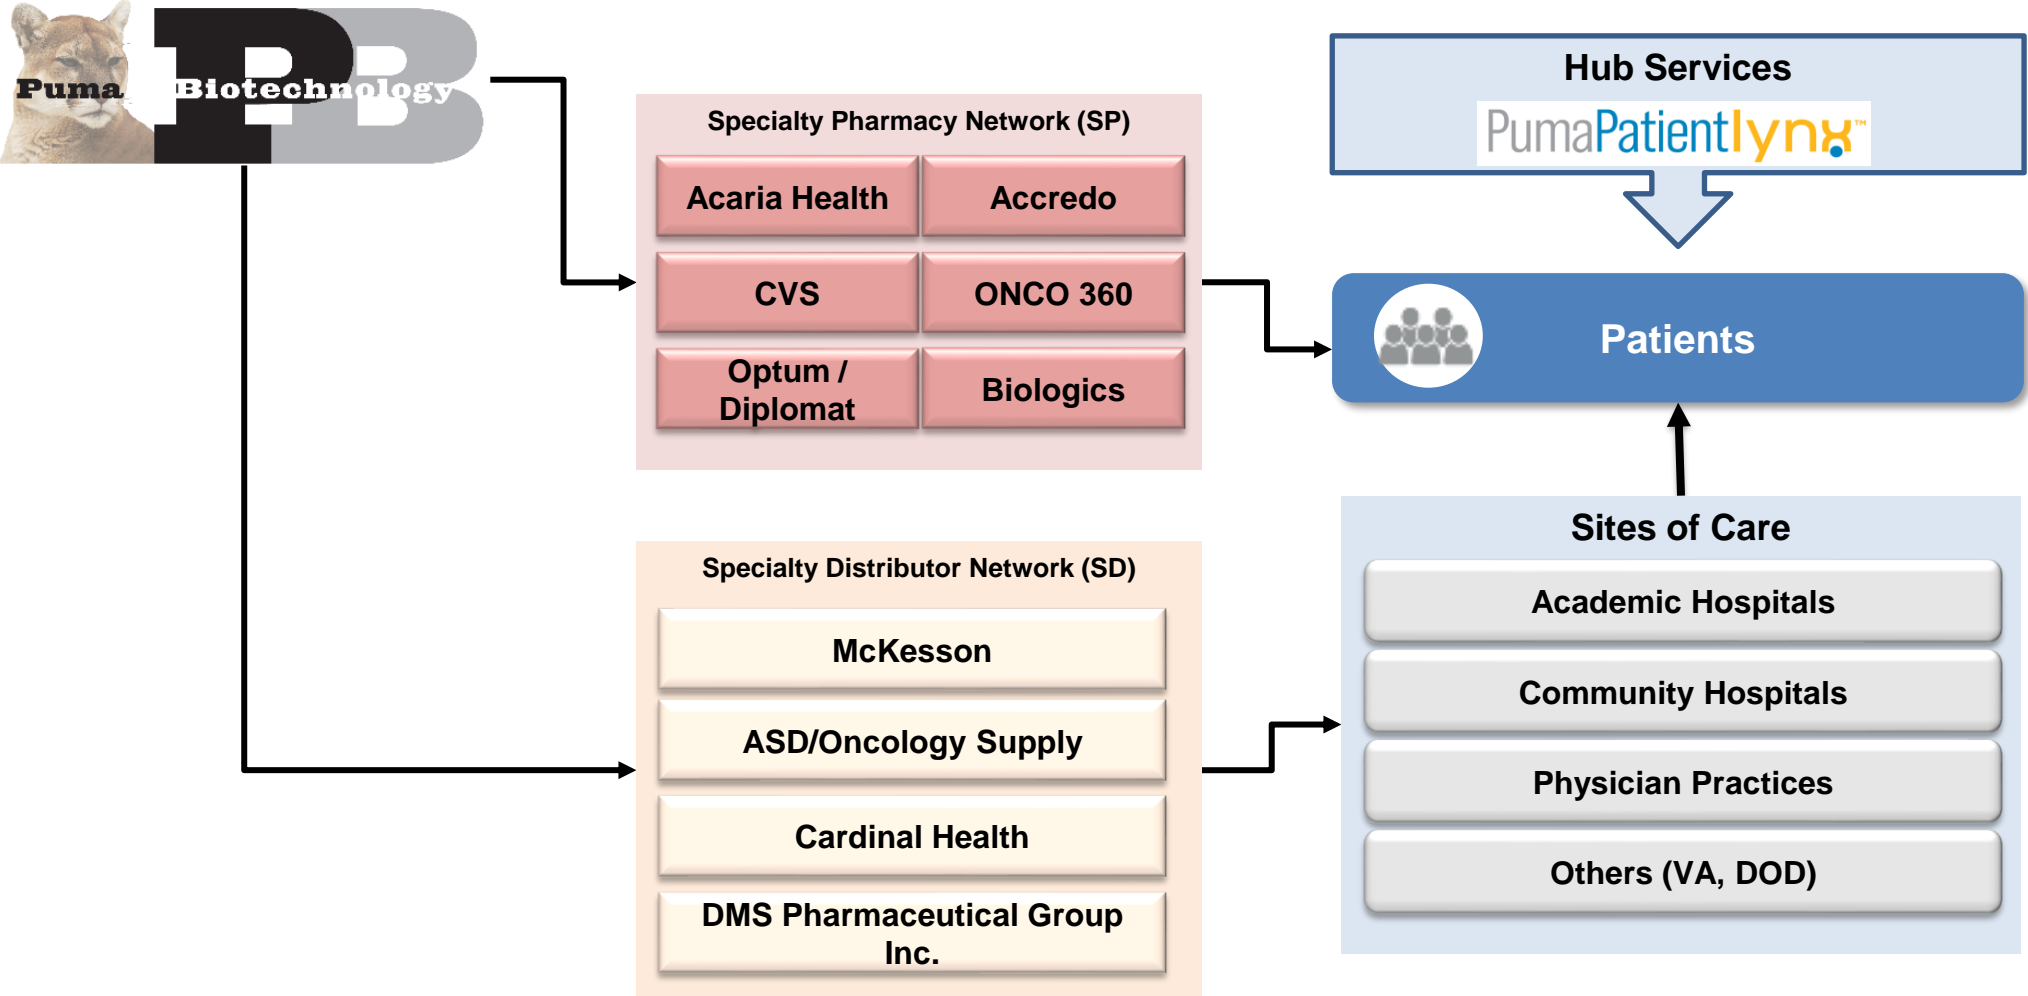 Puma Biotechnology
Specialty Pharmacy Network (SP)
Acaria Health
Accredo
CVS
ONCO 360
Optum /
Diplomat
Biologics
Specialty Distributor Network (SD)
McKesson
ASD/Oncology Supply
Cardinal Health
DMS Pharmaceutical Group
Inc.
Hub Services
PumaPatientlynx™
Patients
Sites of Care
Academic Hospitals
Community Hospitals
Physician Practices
Others (VA, DOD)